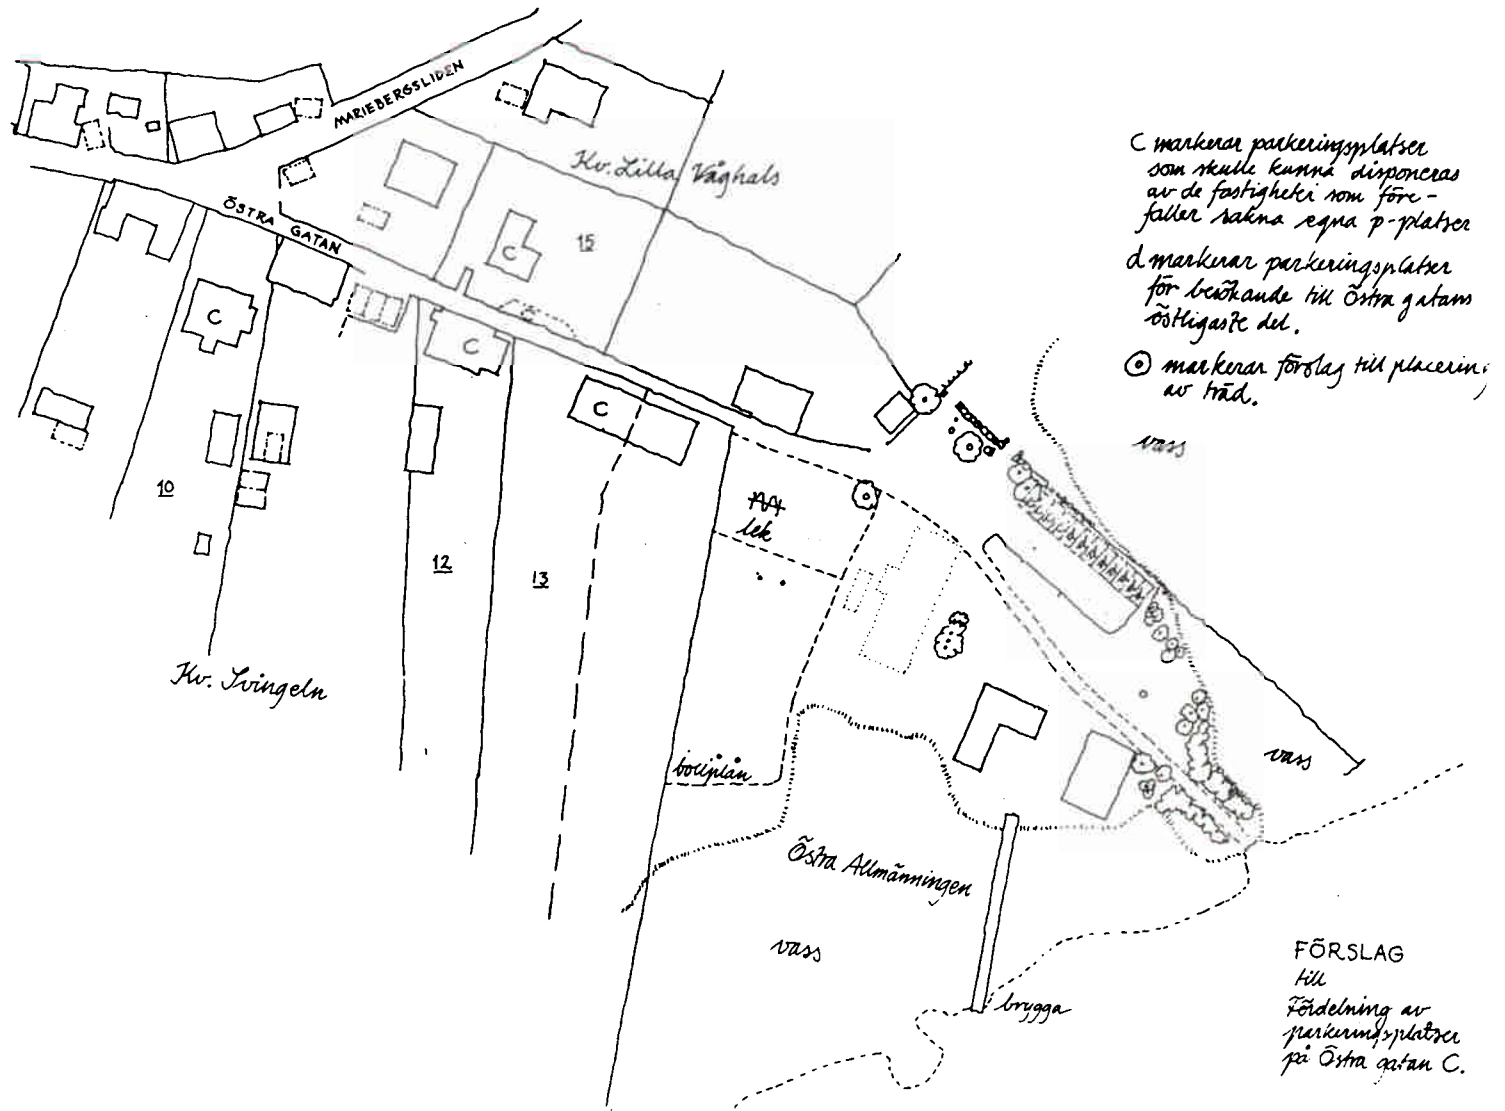 MARIEBERGSLIDEN
ÖSTRA GATAN
Kv. Lilla Våghals
C
15
C
C
C
10
12
13
lek
Kv. Svingeln
bollplan
Östra Allmänningen
vass
brygga
C markerar parkeringsplatser
som skulle kunna disponeras
av de fastigheter som före-
faller sakna egna p-platser
d markerar parkeringsplatser
för besökande till Östra gatans
östligaste del.
markerar förslag till placering
av träd.
vass
vass
FÖRSLAG
till
Fördelning av
parkeringsplatser
på Östra gatan C.